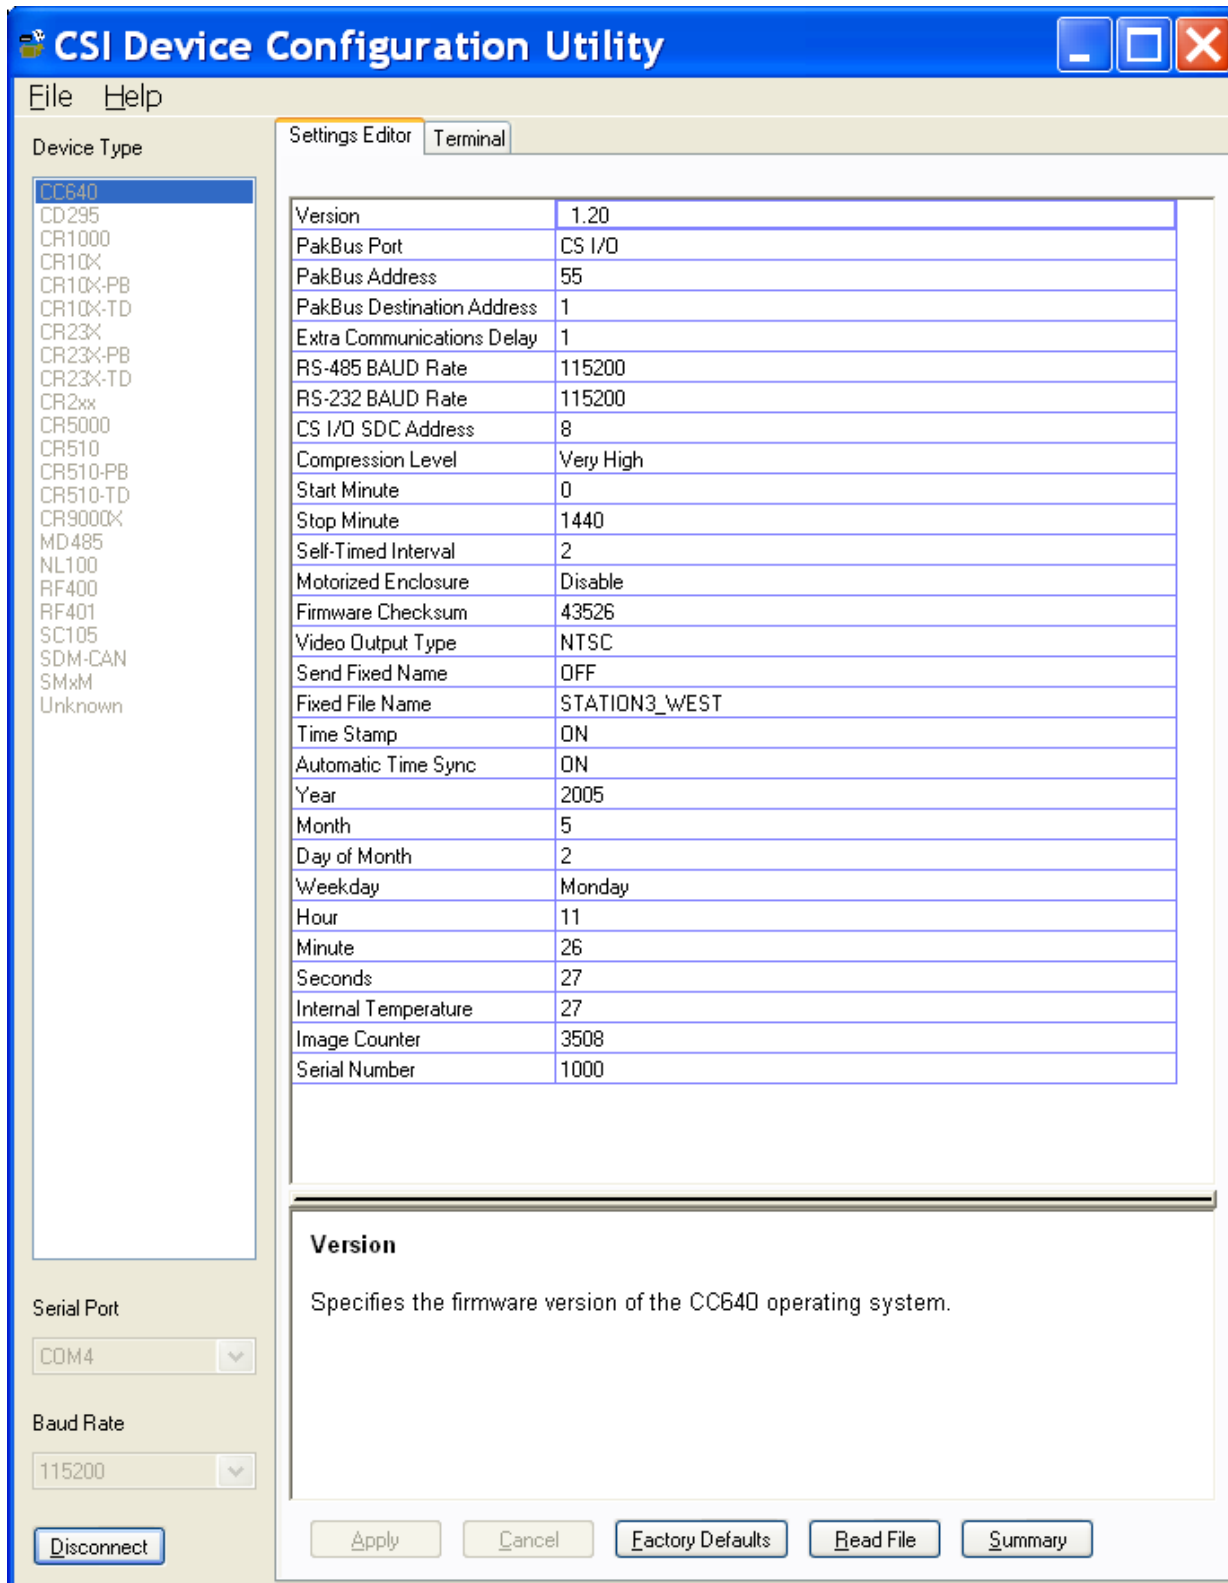 CSI Device Configuration Utility
File Help
Device Type
CC640
CD295
CR1000
CR10X
CR10X-PB
CR10X-TD
CR23X
CR23X-PB
CR23X-TD
CR2xx
CR5000
CR510
CR510-PB
CR510-TD
CR9000X
MD485
NL100
RF400
RF401
SC105
SDM-CAN
SMxM
Unknown
Serial Port
COM4
Baud Rate
115200
Disconnect
Settings Editor Terminal
Version 1.20
PakBus Port CS I/O
PakBus Address 55
PakBus Destination Address 1
Extra Communications Delay 1
RS-485 BAUD Rate 115200
RS-232 BAUD Rate 115200
CS I/O SDC Address 8
Compression Level Very High
Start Minute 0
Stop Minute 1440
Self-Timed Interval 2
Motorized Enclosure Disable
Firmware Checksum 43526
Video Output Type NTSC
Send Fixed Name OFF
Fixed File Name STATION3_WEST
Time Stamp ON
Automatic Time Sync ON
Year 2005
Month 5
Day of Month 2
Weekday Monday
Hour 11
Minute 26
Seconds 27
Internal Temperature 27
Image Counter 3508
Serial Number 1000
Version
Specifies the firmware version of the CC640 operating system.
Apply Cancel Factory Defaults Read File Summary